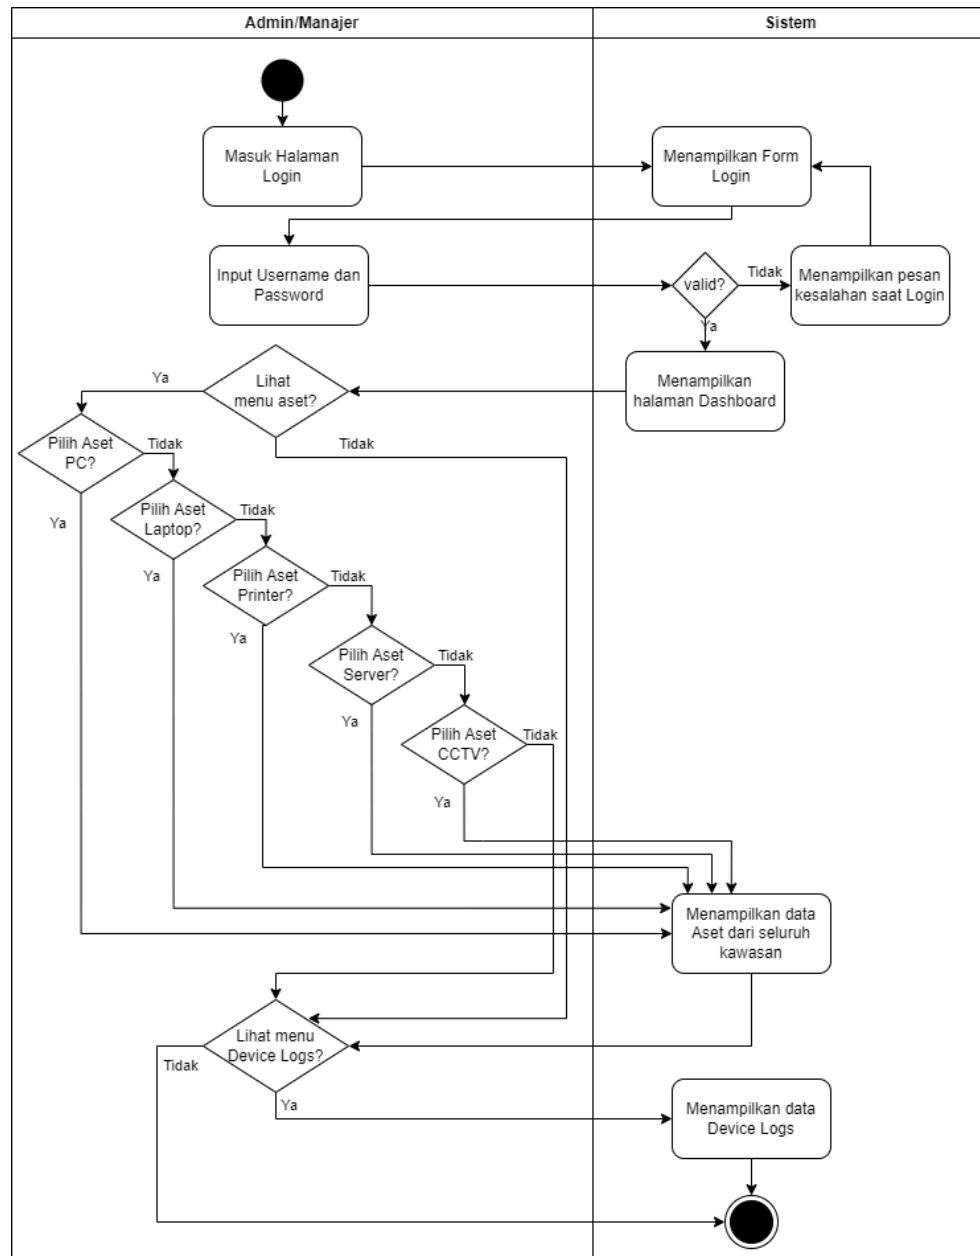 Admin/Manajer
Sistem
Masuk Halaman
Login
Menampilkan Form
Login
Input Username dan
Password
valid?
Tidak
Menampilkan pesan
kesalahan saat Login
Ya
Menampilkan
halaman Dashboard
Lihat
menu aset?
Ya
Tidak
Pilih Aset
PC?
Tidak
Ya
Pilih Aset
Laptop?
Tidak
Ya
Pilih Aset
Printer?
Tidak
Ya
Pilih Aset
Server?
Tidak
Ya
Pilih Aset
CCTV?
Tidak
Ya
Menampilkan data
Aset dari seluruh
kawasan
Lihat menu
Device Logs?
Tidak
Ya
Menampilkan data
Device Logs